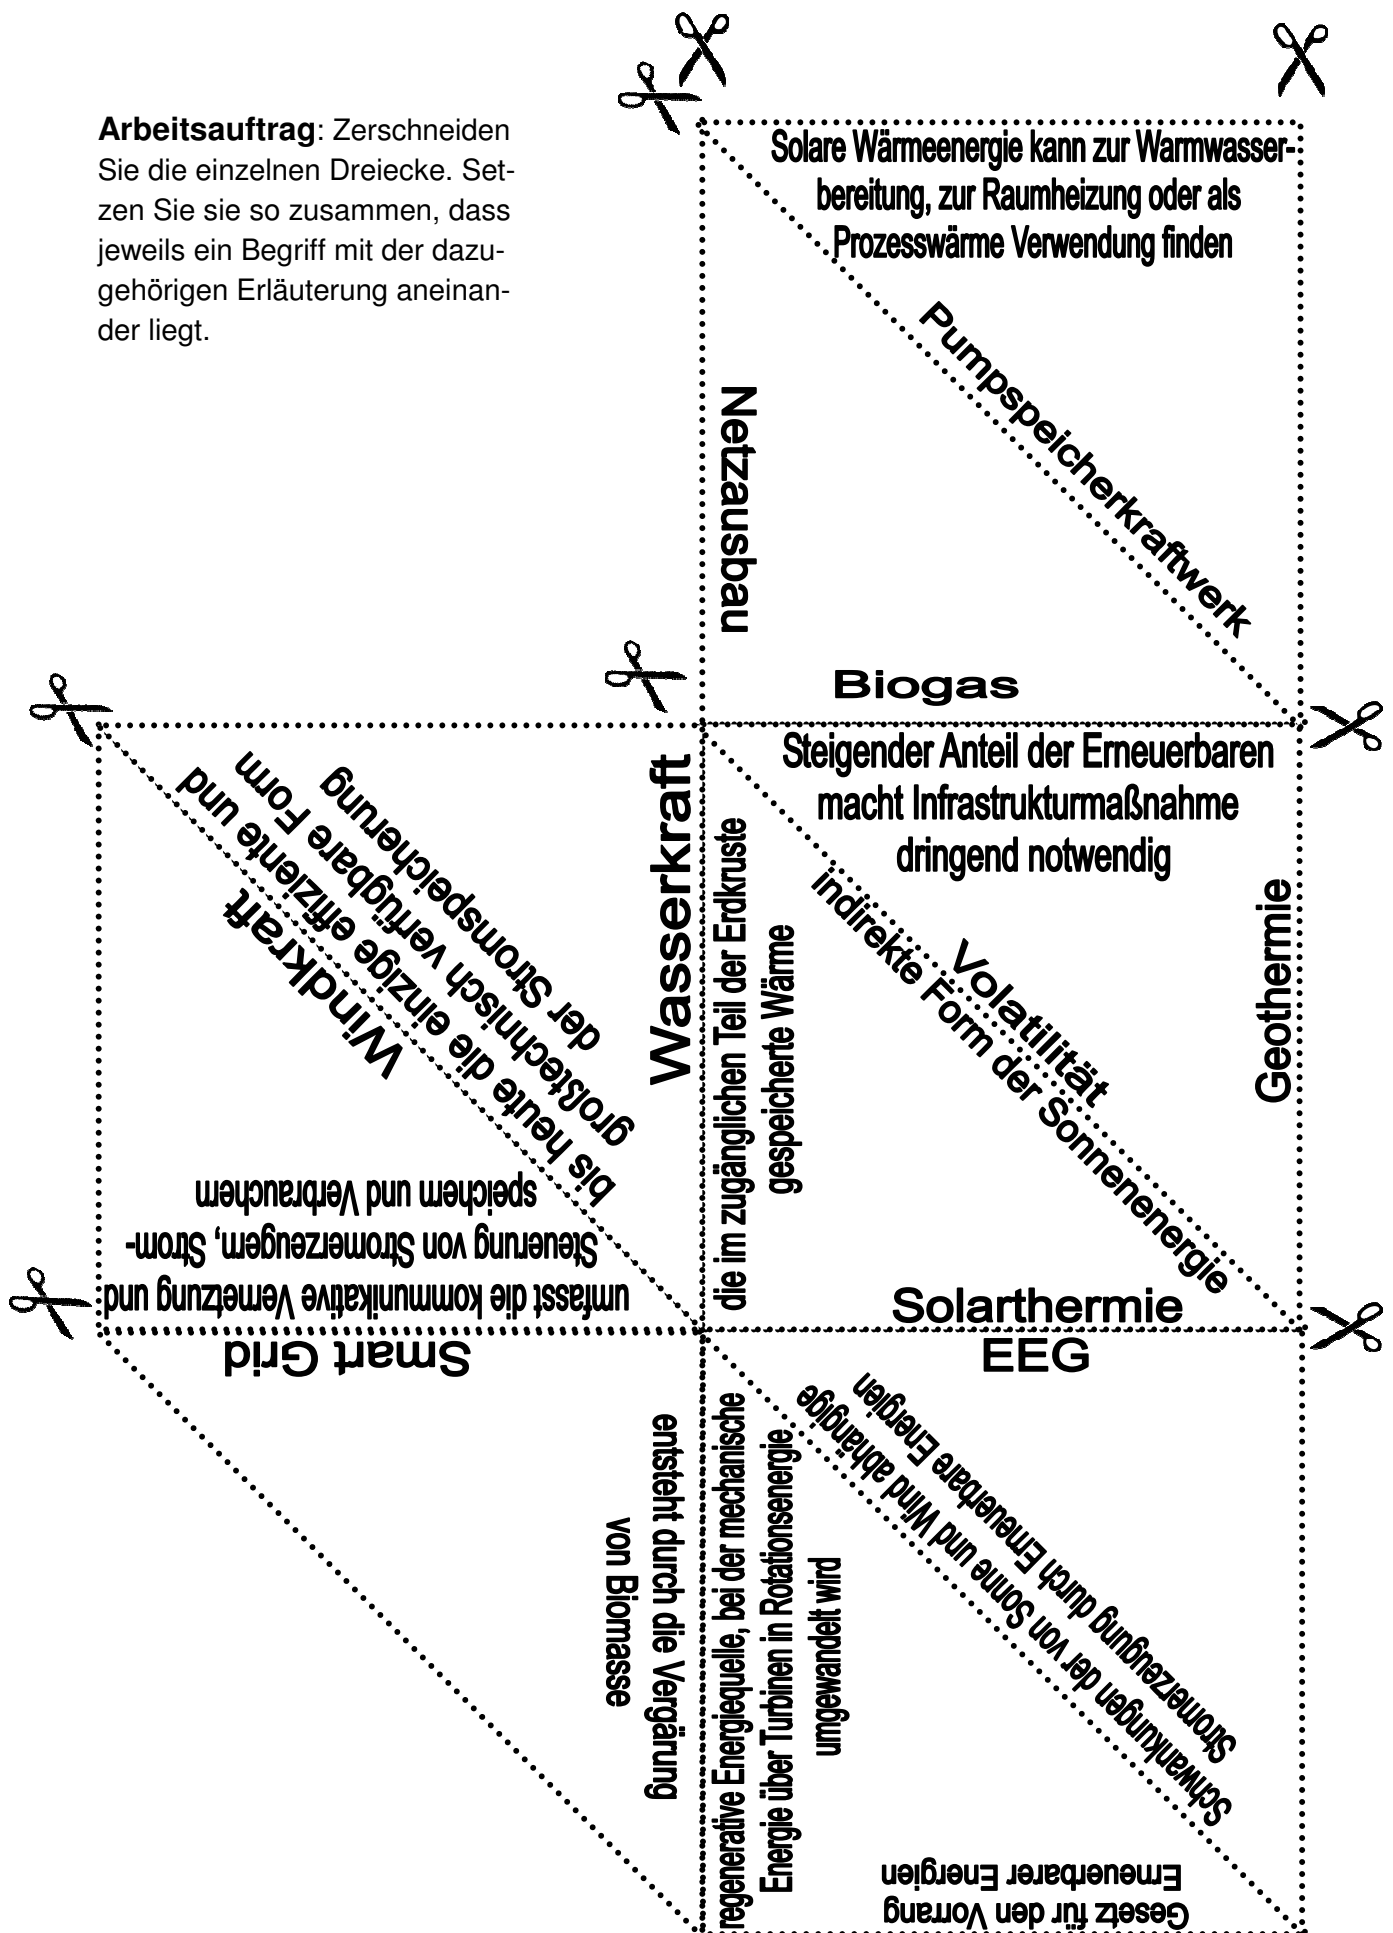 Arbeitsauftrag: Zerschneiden
Sie die einzelnen Dreiecke. Set-
zen Sie sie so zusammen, dass
jeweils ein Begriff mit der dazu-
gehörigen Erläuterung aneinan-
der liegt.
Solare Wärmeenergie kann zur Warmwasser-
bereitung, zur Raumheizung oder als
Prozesswärme Verwendung finden
Pumpspeicherkraftwerk
Netzausbau
Biogas
bis heute die einzige effiziente und
großtechnisch verfügbare Form
der Stromspeicherung
Wasserkraft
Windkraft
umfasst die kommunikative Vernetzung und
Steuerung von Stromerzeugern, Strom-
speichern und Verbrauchern
Steigender Anteil der Erneuerbaren
macht Infrastrukturmaßnahme
dringend notwendig
Volatilität
Geothermie
die im zugänglichen Teil der Erdkruste
gespeicherte Wärme
indirekte Form der Sonnenenergie
Solarthermie
Smart Grid
entsteht durch die Vergärung
von Biomasse
EEG
Schwankungen der von Sonne und Wind abhängige
Stromerzeugung durch Erneuerbare Energien
regenerative Energiequelle, bei der mechanische
Energie über Turbinen in Rotationsenergie
umgewandelt wird
Gesetz für den Vorrang
Erneuerbarer Energien